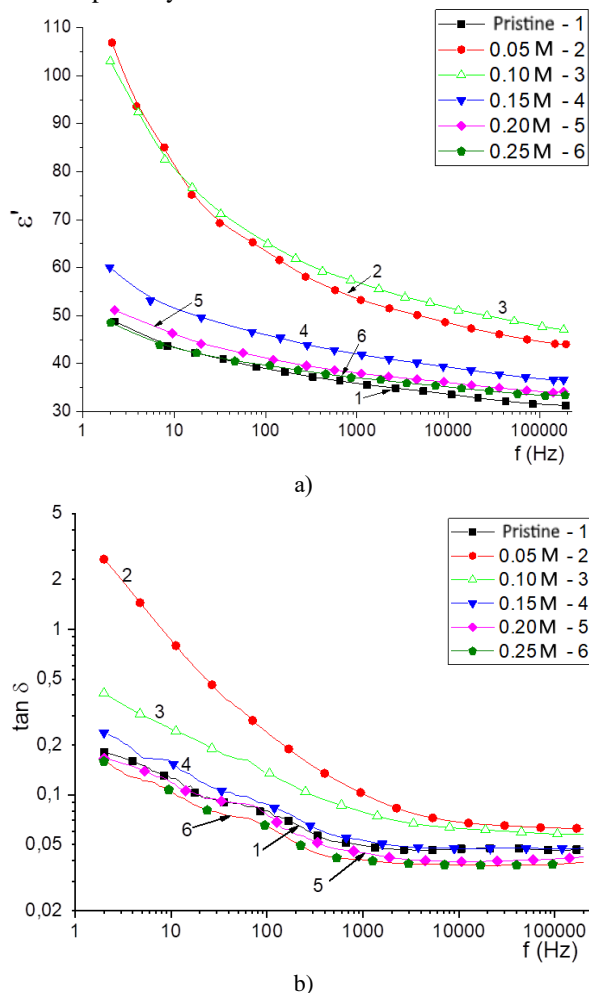 Pristine - 1
0.05 M - 2
0.10 M - 3
0.15 M - 4
0.20 M - 5
0.25 M - 6
110
100
90
80
70
60
50
40
30
ε'
5
4
2
6
3
1
10
100
1000
10000
100000
f (Hz)
a)
Pristine - 1
0.05 M - 2
0.10 M - 3
0.15 M - 4
0.20 M - 5
0.25 M - 6
5
2
1
0,5
0,2
0,1
0,05
0,02
tan δ
2
3
4
6
1
5
1
10
100
1000
10000
100000
f (Hz)
b)